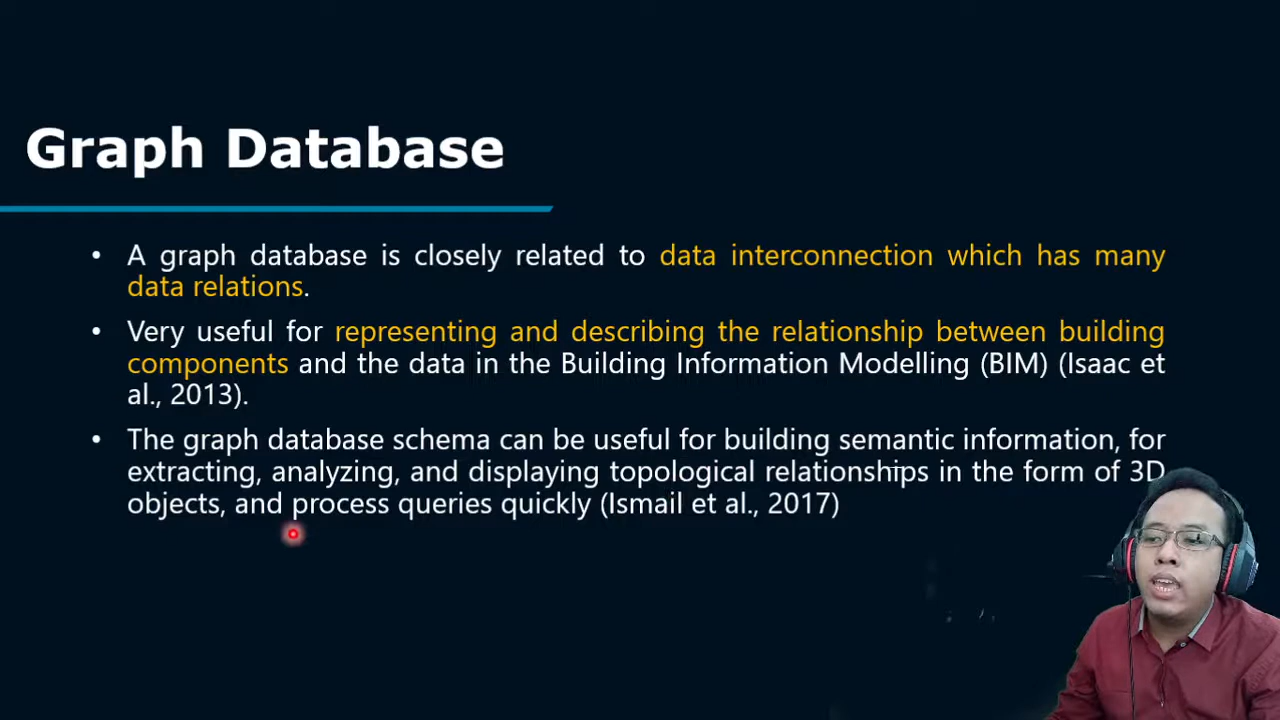 Graph Database
• A graph database is closely related to data interconnection which has many
data relations.
• Very useful for representing and describing the relationship between building
components and the data in the Building Information Modelling (BIM) (Isaac et
al., 2013).
• The graph database schema can be useful for building semantic information, for
extracting, analyzing, and displaying topological relationships in the form of 3D
objects, and process queries quickly (Ismail et al., 2017)